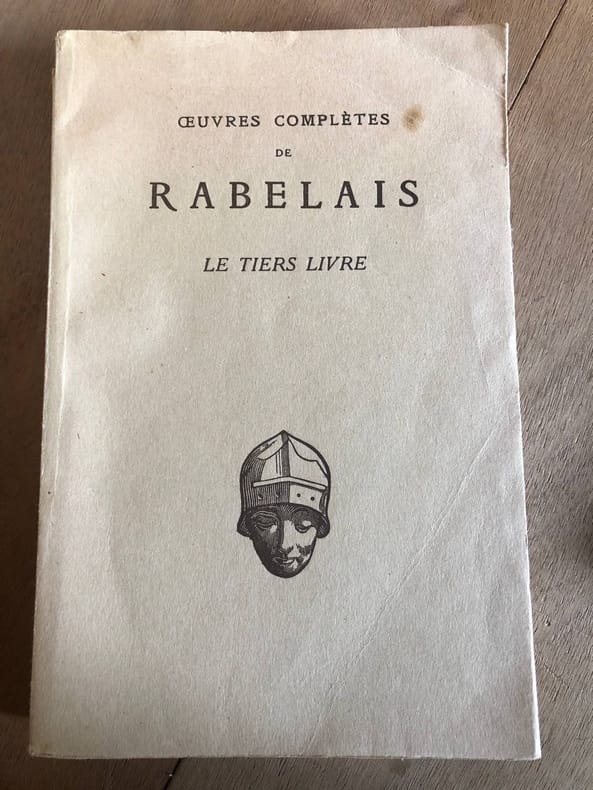 ŒUVRES COMPLÈTES
DE
RABELAIS
LE TIERS LIVRE